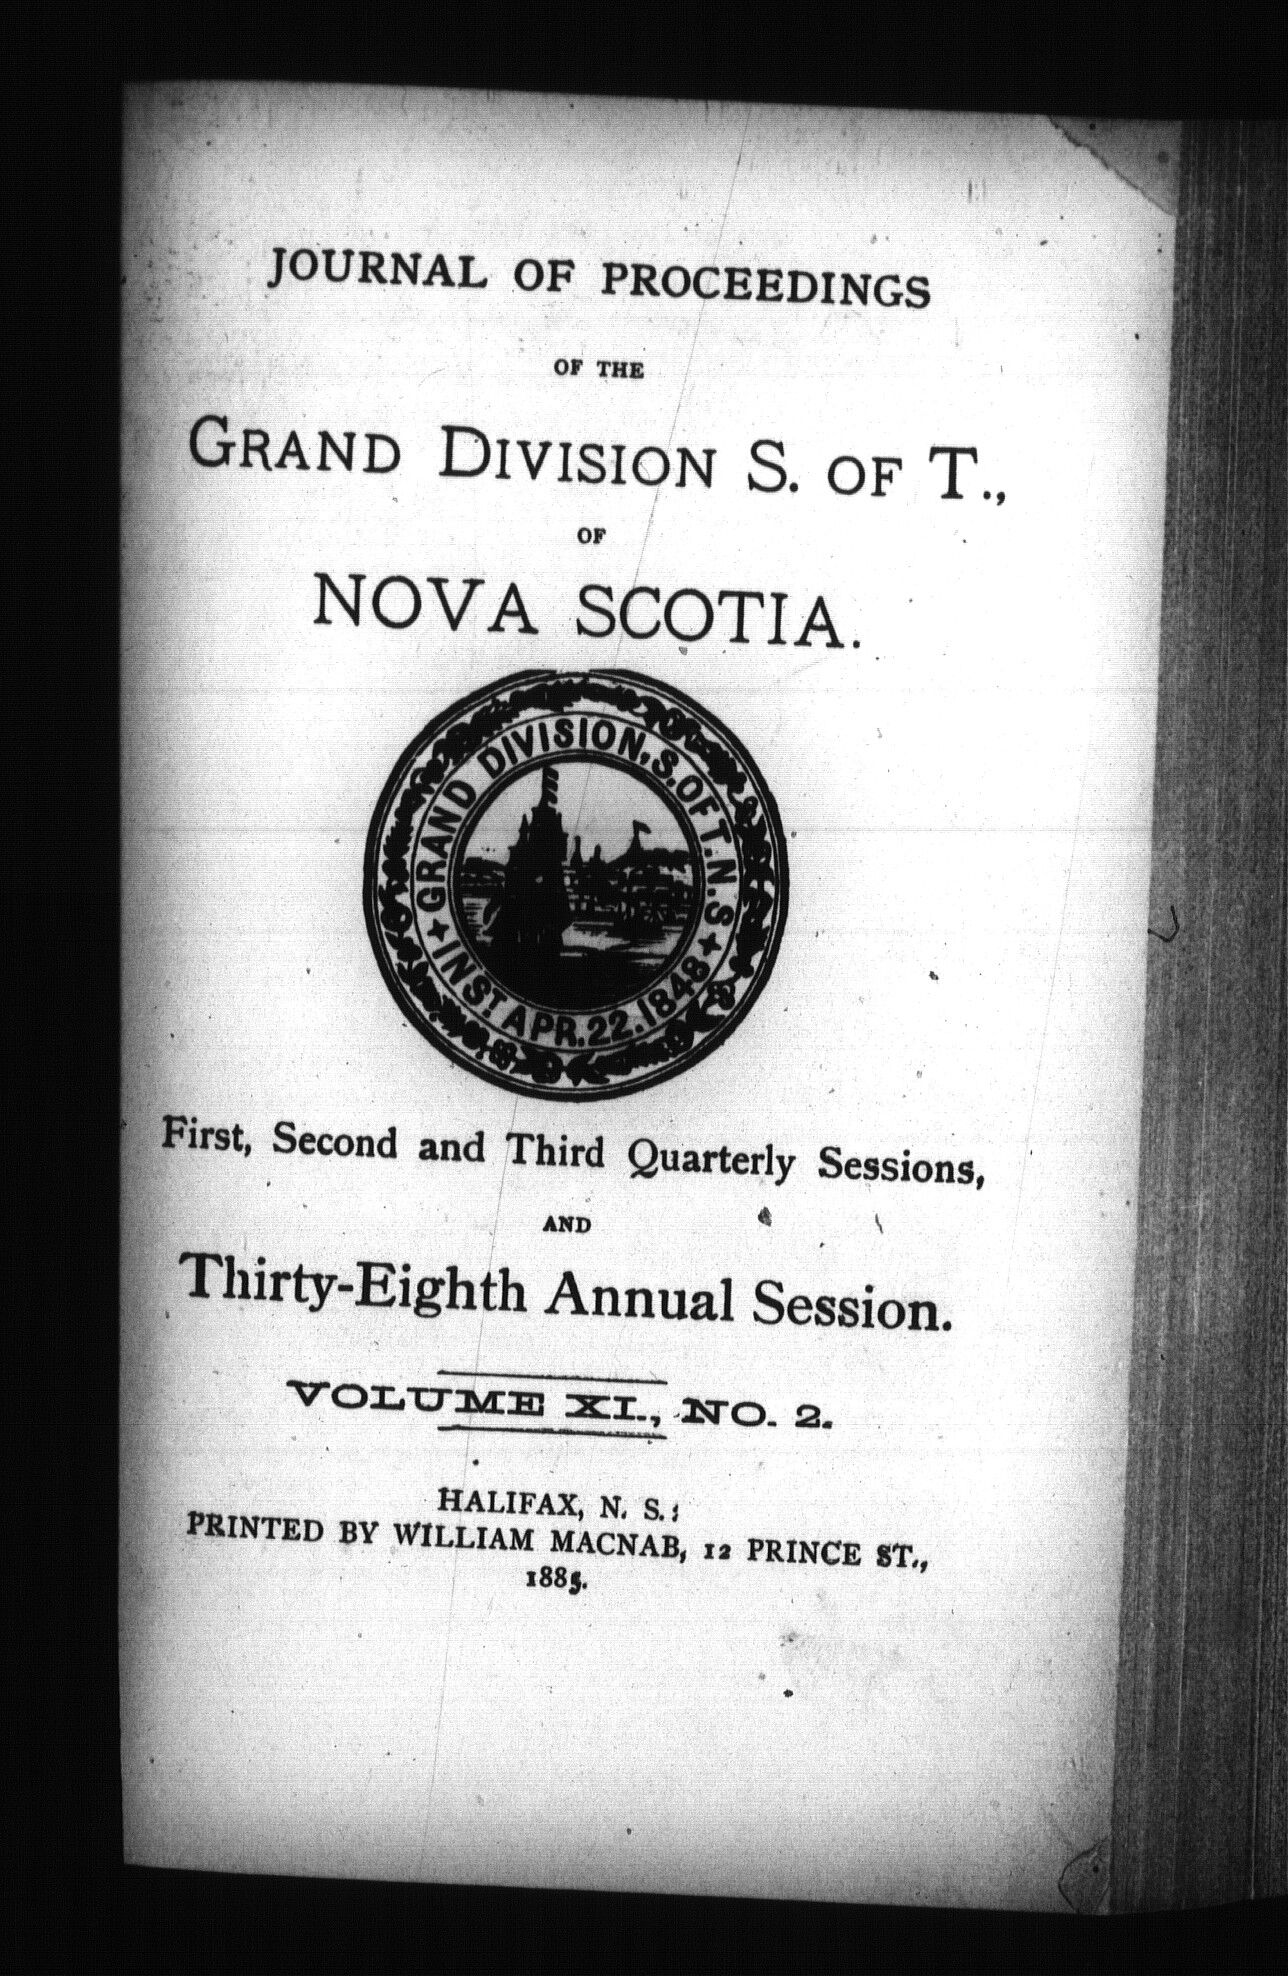 JOURNAL OF PROCEEDINGS
OF THE
GRAND DIVISION S. OF T.,
OF
NOVA SCOTIA.
GRAND DIVISION, S. OF T. N. S
INST. APR. 22. 1848
First, Second and Third Quarterly Sessions,
AND
Thirty-Eighth Annual Session.
VOLUME XI., NO. 2.
HALIFAX, N. S.:
PRINTED BY WILLIAM MACNAB, 12 PRINCE ST.,
1885.